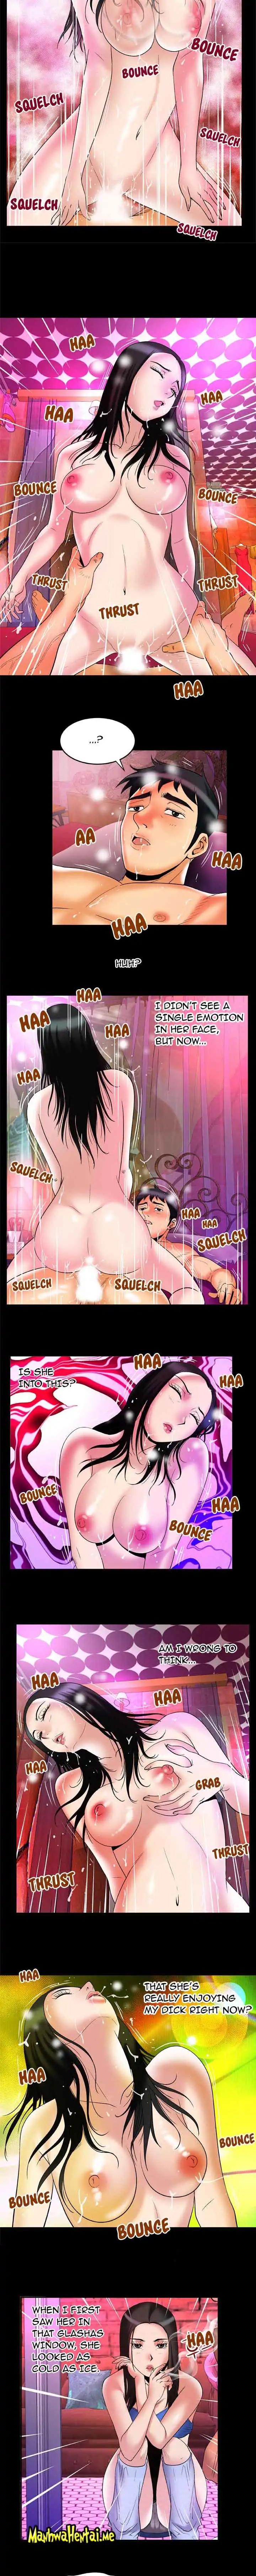 BOUNCE
BOUNCE
SQUELCH
SQUELCH
SQUELCH
SQUELCH
HAA
HAA
HAA
BOUNCE
BOUNCE
THRUST
THRUST
THRUST
HAA
...?
AA
HAA
HAA
HUH?
HAA
HAA
HAA
I DIDN'T SEE A
SINGLE EMOTION
IN HER FACE,
BUT NOW...
HAA
SQUELCH
HAA
HAA
SQUELCH
SQUELCH
SQUELCH
IS SHE
INTO THIS?
HAA
HAA
BOUNCE
HAA
BOUNCE
AM I WRONG TO
THINK...
HAA
HAA
HAA
GRAB
THRUST
THRUST
HAA
THAT SHE'S
REALLY ENJOYING
MY DICK RIGHT NOW?
HAA
BOUNCE
BOUNCE
BOUNCE
WHEN I FIRST
SAW HER IN
THAT GLASHAS
WINDOW, SHE
LOOKED AS
COLD AS ICE.
HAA
ManhwaHentai.me